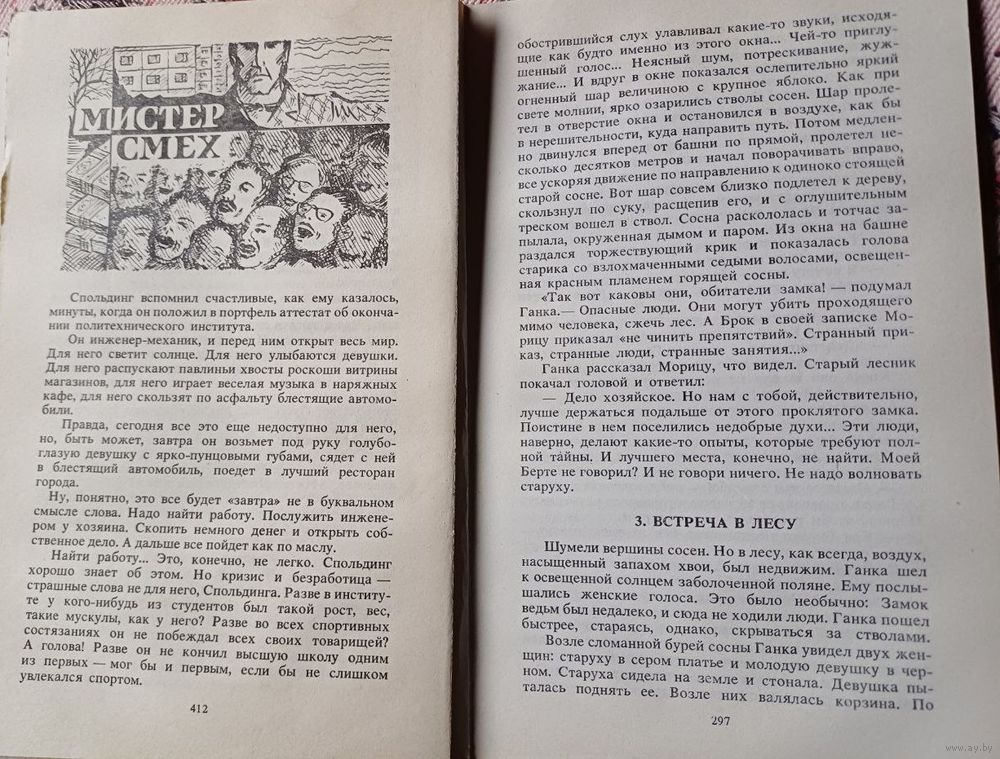 МИСТЕР
СМЕХ
Спольдинг вспомнил счастливые, как ему казалось,
минуты, когда он положил в портфель аттестат об оконча-
нии политехнического института.
Он инженер-механик, и перед ним открыт весь мир.
Для него светит солнце. Для него улыбаются девушки.
Для него распускают павлиньи хвосты роскоши витрины
магазинов, для него играет веселая музыка в нарядных
кафе, для него скользят по асфальту блестящие автомо-
били.
Правда, сегодня все это еще недоступно для него,
но, быть может, завтра он возьмет под руку голубо-
глазую девушку с ярко-пунцовыми губами, сядет с ней
в блестящий автомобиль, поедет в лучший ресторан
города.
Ну, понятно, это все будет «завтра» не в буквальном
смысле слова. Надо найти работу. Послужить инжене-
ром у хозяина. Скопить немного денег и открыть соб-
ственное дело. А дальше все пойдет как по маслу.
Найти работу... Это, конечно, не легко. Спольдинг
хорошо знает об этом. Но кризис и безработица —
страшные слова не для него, Спольдинга. Разве в институ-
те у кого-нибудь из студентов был такой рост, вес,
такие мускулы, как у него? Разве во всех спортивных
состязаниях он не побеждал всех своих товарищей?
А голова! Разве он не кончил высшую школу одним
из первых — мог бы и первым, если бы не слишком
увлекался спортом.
412
обострившийся слух улавливал какие-то звуки, исходя-
щие как будто именно из этого окна... Чей-то приглу-
шенный голос... Неясный шум, потрескивание, жуж-
жание... И вдруг в окне показался ослепительно яркий
огненный шар величиною с крупное яблоко. Как при
свете молнии, ярко озарились стволы сосен. Шар проле-
тел в отверстие окна и остановился в воздухе, как бы
в нерешительности, куда направить путь. Потом медлен-
но двинулся вперед от башни по прямой, пролетел не-
сколько десятков метров и начал поворачивать вправо,
все ускоряя движение по направлению к одиноко стоящей
старой сосне. Вот шар совсем близко подлетел к дереву,
скользнул по суку, расщепив его, и с оглушительным
треском вошел в ствол. Сосна раскололась и тотчас за-
пылала, окруженная дымом и паром. Из окна на башне
раздался торжествующий крик и показалась голова
старика со взлохмаченными седыми волосами, освещен-
ная красным пламенем горящей сосны.
«Так вот каковы они, обитатели замка! — подумал
Ганка.— Опасные люди. Они могут убить проходящего
мимо человека, сжечь лес. А Брок в своей записке Мо-
рицу приказал «не чинить препятствий». Странный при-
каз, странные люди, странные занятия...»
Ганка рассказал Морицу, что видел. Старый лесник
покачал головой и ответил:
— Дело хозяйское. Но нам с тобой, действительно,
лучше держаться подальше от этого проклятого замка.
Поистине в нем поселились недобрые духи... Эти люди,
наверно, делают какие-то опыты, которые требуют пол-
ной тайны. И лучшего места, конечно, не найти. Моей
Берте не говорил? И не говори ничего. Не надо волновать
старуху.
3. ВСТРЕЧА В ЛЕСУ
Шумели вершины сосен. Но в лесу, как всегда, воздух,
насыщенный запахом хвои, был недвижим. Ганка шел
к освещенной солнцем заболоченной поляне. Ему послы-
шались женские голоса. Это было необычно: Замок
ведь был недалеко, и сюда не ходили люди. Ганка пошел
быстрее, стараясь, однако, скрываться за стволами.
Возле сломанной бурей сосны Ганка увидел двух жен-
щин: старуху в сером платье и молодую девушку в чер-
ном. Старуха сидела на земле и стонала. Девушка пы-
талась поднять ее. Возле них валялась корзина. По
297
www.ay.by